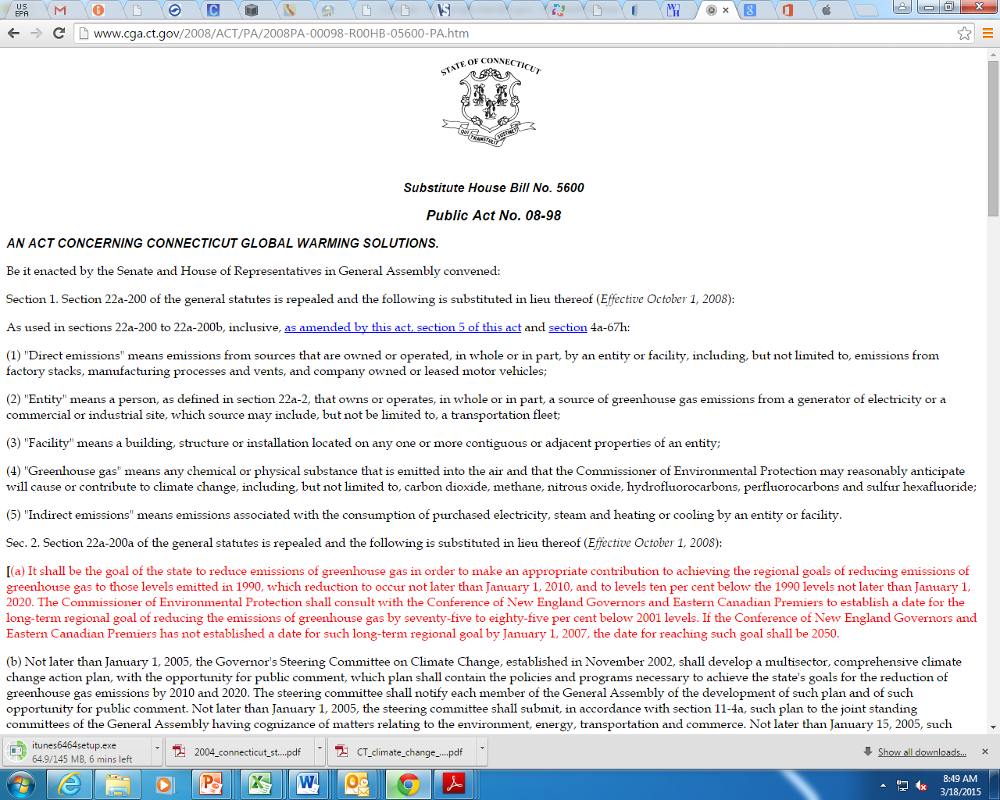 US
EPA
www.cga.ct.gov/2008/ACT/PA/2008PA-00098-R00HB-05600-PA.htm
STATE OF CONNECTICUT
QUI TRANSTULIT SUSTINET
Substitute House Bill No. 5600
Public Act No. 08-98
AN ACT CONCERNING CONNECTICUT GLOBAL WARMING SOLUTIONS.
Be it enacted by the Senate and House of Representatives in General Assembly convened:
Section 1. Section 22a-200 of the general statutes is repealed and the following is substituted in lieu thereof (Effective October 1, 2008):
As used in sections 22a-200 to 22a-200b, inclusive, as amended by this act, section 5 of this act and section 4a-67h:
(1) "Direct emissions" means emissions from sources that are owned or operated, in whole or in part, by an entity or facility, including, but not limited to, emissions from
factory stacks, manufacturing processes and vents, and company owned or leased motor vehicles;
(2) "Entity" means a person, as defined in section 22a-2, that owns or operates, in whole or in part, a source of greenhouse gas emissions from a generator of electricity or a
commercial or industrial site, which source may include, but not be limited to, a transportation fleet;
(3) "Facility" means a building, structure or installation located on any one or more contiguous or adjacent properties of an entity;
(4) "Greenhouse gas" means any chemical or physical substance that is emitted into the air and that the Commissioner of Environmental Protection may reasonably anticipate
will cause or contribute to climate change, including, but not limited to, carbon dioxide, methane, nitrous oxide, hydrofluorocarbons, perfluorocarbons and sulfur hexafluoride;
(5) "Indirect emissions" means emissions associated with the consumption of purchased electricity, steam and heating or cooling by an entity or facility.
Sec. 2. Section 22a-200a of the general statutes is repealed and the following is substituted in lieu thereof (Effective October 1, 2008):
[(a) It shall be the goal of the state to reduce emissions of greenhouse gas in order to make an appropriate contribution to achieving the regional goals of reducing emissions of
greenhouse gas to those levels emitted in 1990, which reduction to occur not later than January 1, 2010, and to levels ten per cent below the 1990 levels not later than January 1,
2020. The Commissioner of Environmental Protection shall consult with the Conference of New England Governors and Eastern Canadian Premiers to establish a date for the
long-term regional goal of reducing the emissions of greenhouse gas by seventy-five to eighty-five per cent below 2001 levels. If the Conference of New England Governors and
Eastern Canadian Premiers has not established a date for such long-term regional goal by January 1, 2007, the date for reaching such goal shall be 2050.
(b) Not later than January 1, 2005, the Governor's Steering Committee on Climate Change, established in November 2002, shall develop a multisector, comprehensive climate
change action plan, with the opportunity for public comment, which plan shall contain the policies and programs necessary to achieve the state's goals for the reduction of
greenhouse gas emissions by 2010 and 2020. The steering committee shall notify each member of the General Assembly of the development of such plan and of such
opportunity for public comment. Not later than January 1, 2005, the steering committee shall submit, in accordance with section 11-4a, such plan to the joint standing
committees of the General Assembly having cognizance of matters relating to the environment, energy, transportation and commerce. Not later than January 15, 2005, such
itunes6464setup.exe
64.9/145 MB, 6 mins left
2004_connecticut_st....pdf
CT_climate_change_....pdf
Show all downloads...
8:49 AM
3/18/2015